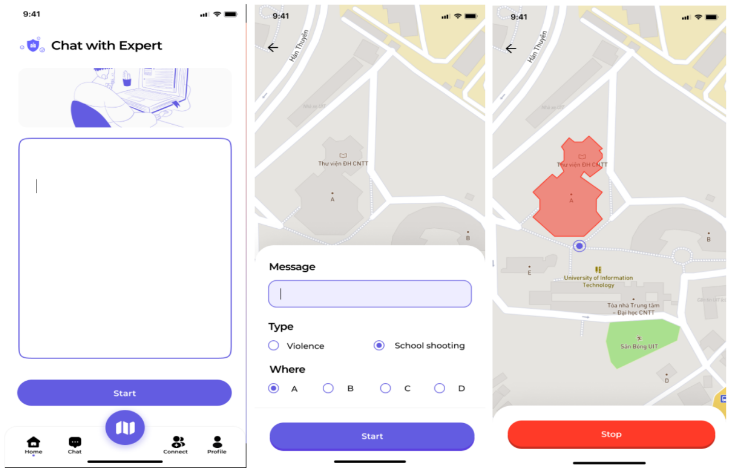 9:41
Chat with Expert
Start
Home
Chat
Connect
Profile
9:41
Hàn Thuyên
Thư viện ĐH CNTT
A
B
Message
Type
Violence
School shooting
Where
A
B
C
D
Start
9:41
Hàn Thuyên
Thư viện ĐH CNTT
A
B
E
University of Information
Technology
Tòa nhà Trung tâm
– Đại học CNTT
Sân Bóng UIT
D
Stop